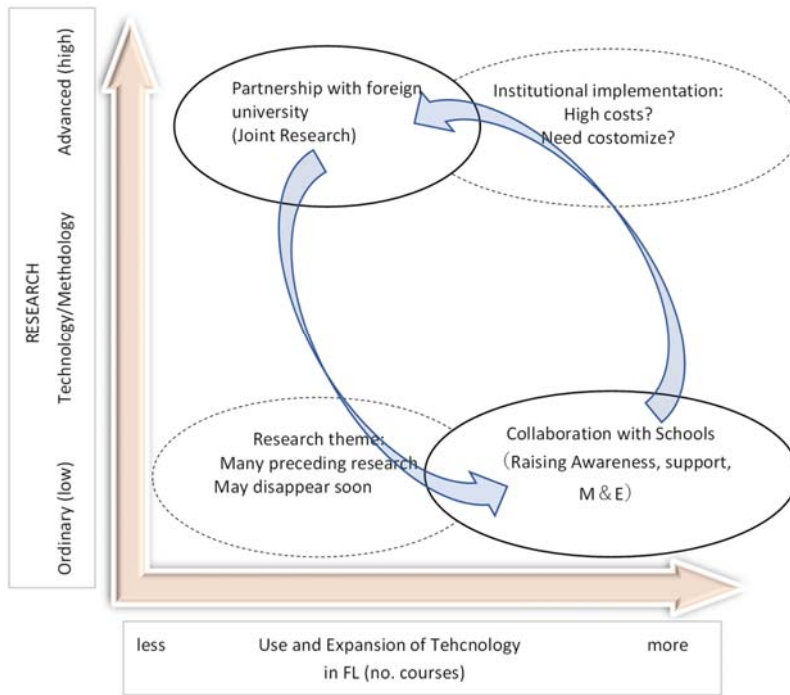 Advanced (high)
RESEARCH
Technology/Methdology
Ordinary (low)
Partnership with foreign
university
(Joint Research)
Institutional implementation:
High costs?
Need costomize?
Research theme:
Many preceding research
May disappear soon
Collaboration with Schools
（Raising Awareness, support,
M＆E）
less Use and Expansion of Tehcnology more
in FL (no. courses)